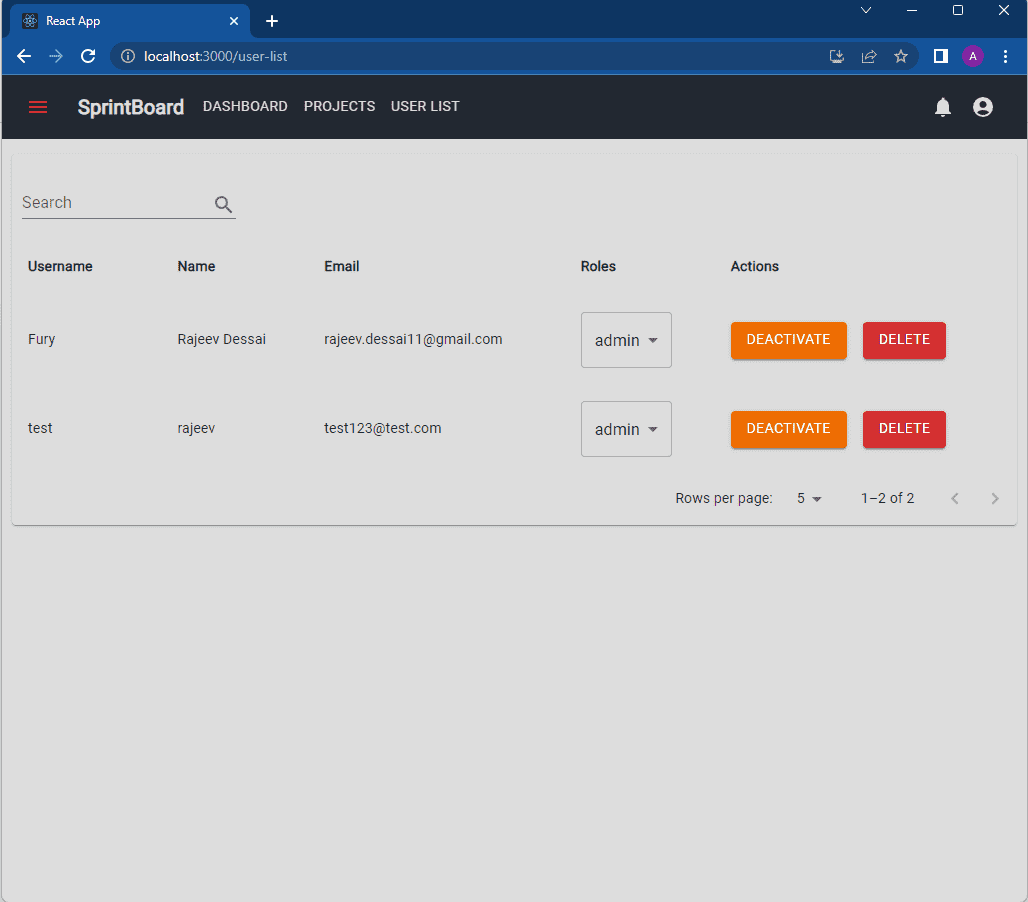 React App
localhost:3000/user-list
A
SprintBoard DASHBOARD PROJECTS USER LIST
Search
Username Name Email Roles Actions
Fury Rajeev Dessai rajeev.dessai11@gmail.com admin DEACTIVATE DELETE
test rajeev test123@test.com admin DEACTIVATE DELETE
Rows per page: 5 1–2 of 2